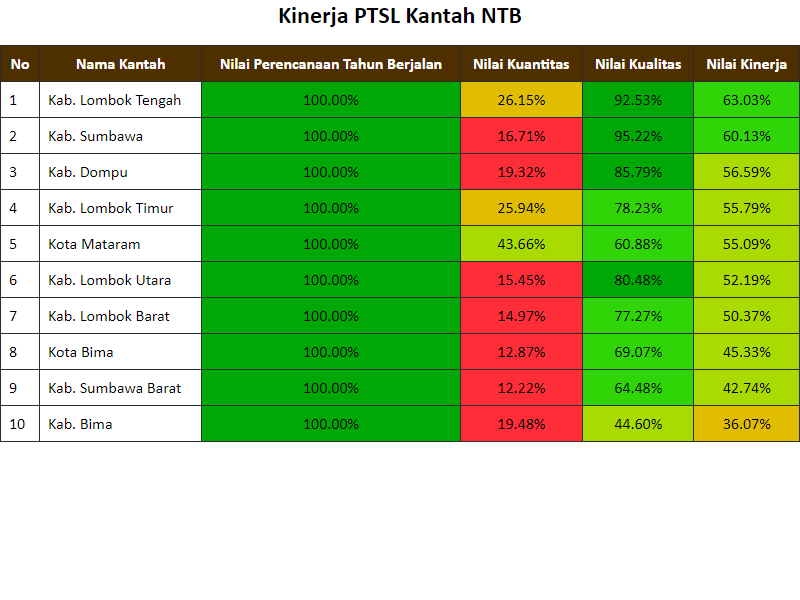 Kinerja PTSL Kantah NTB
No Nama Kantah Nilai Perencanaan Tahun Berjalan Nilai Kuantitas Nilai Kualitas Nilai Kinerja
1 Kab. Lombok Tengah 100.00% 26.15% 92.53% 63.03%
2 Kab. Sumbawa 100.00% 16.71% 95.22% 60.13%
3 Kab. Dompu 100.00% 19.32% 85.79% 56.59%
4 Kab. Lombok Timur 100.00% 25.94% 78.23% 55.79%
5 Kota Mataram 100.00% 43.66% 60.88% 55.09%
6 Kab. Lombok Utara 100.00% 15.45% 80.48% 52.19%
7 Kab. Lombok Barat 100.00% 14.97% 77.27% 50.37%
8 Kota Bima 100.00% 12.87% 69.07% 45.33%
9 Kab. Sumbawa Barat 100.00% 12.22% 64.48% 42.74%
10 Kab. Bima 100.00% 19.48% 44.60% 36.07%